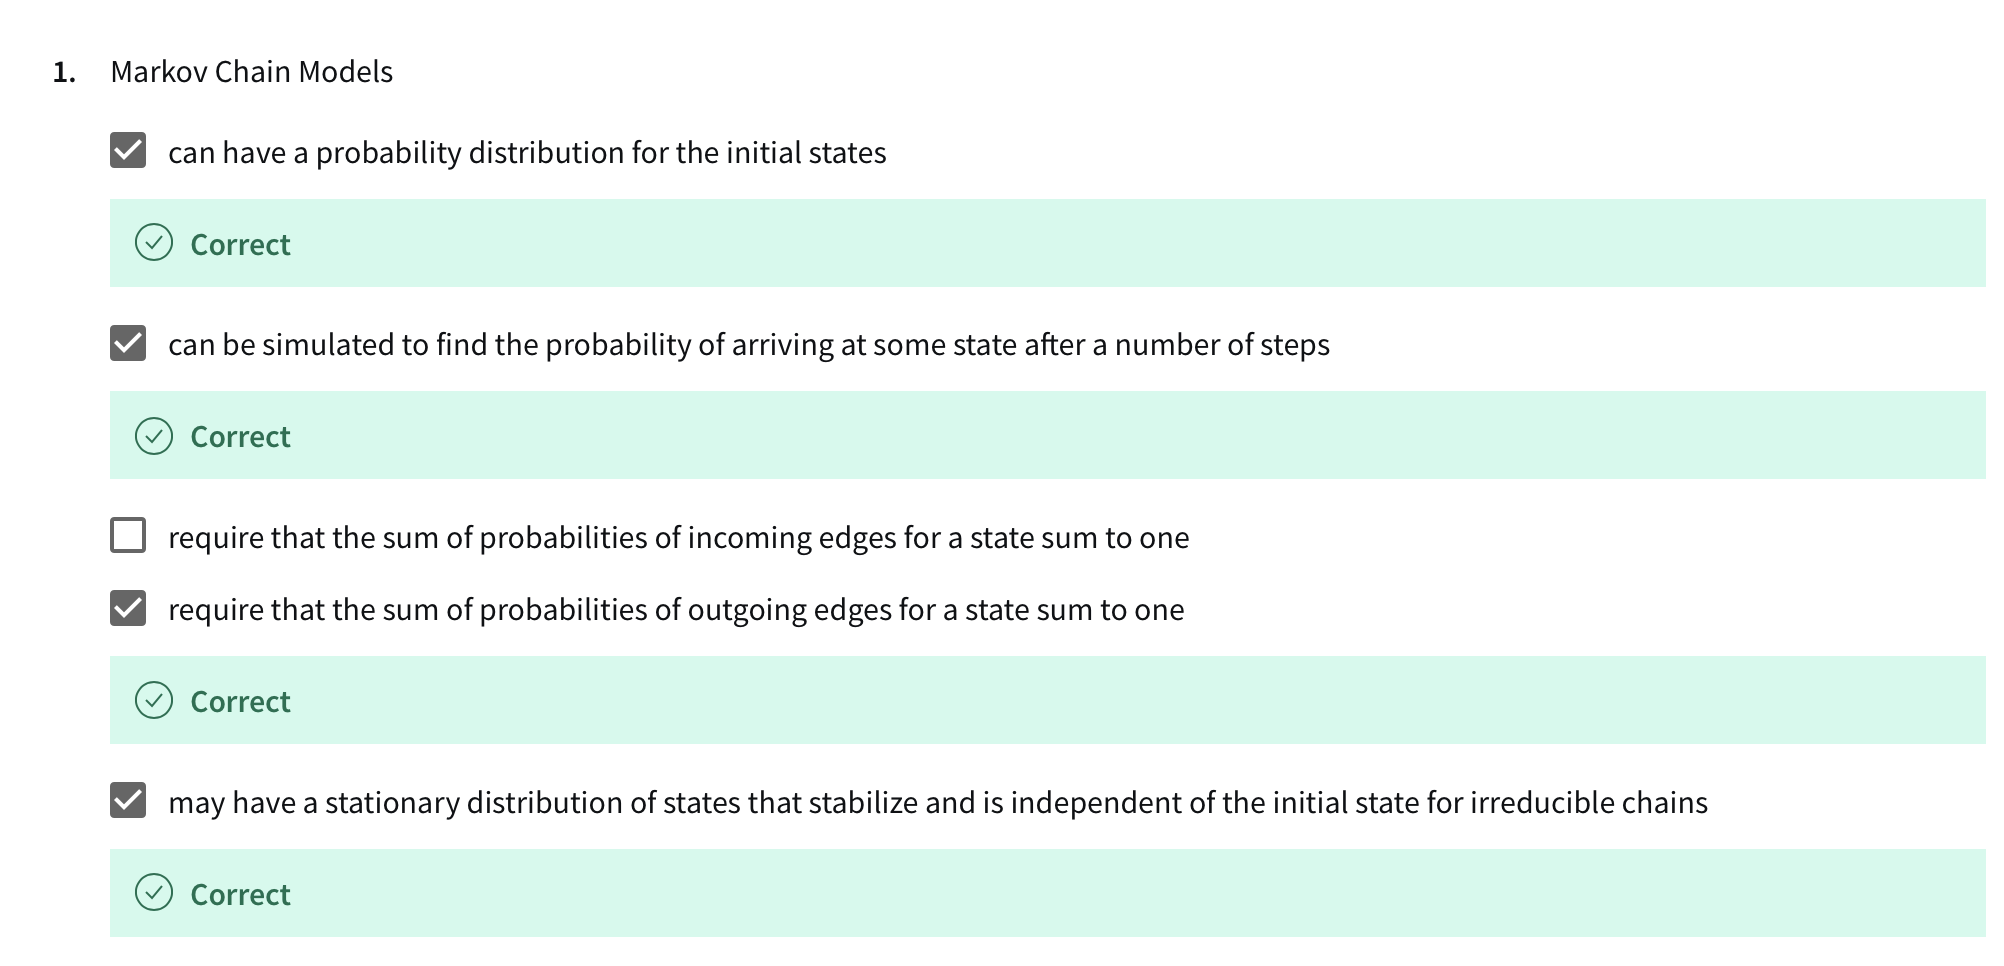 1. Markov Chain Models
can have a probability distribution for the initial states
Correct
can be simulated to find the probability of arriving at some state after a number of steps
Correct
require that the sum of probabilities of incoming edges for a state sum to one
require that the sum of probabilities of outgoing edges for a state sum to one
Correct
may have a stationary distribution of states that stabilize and is independent of the initial state for irreducible chains
Correct